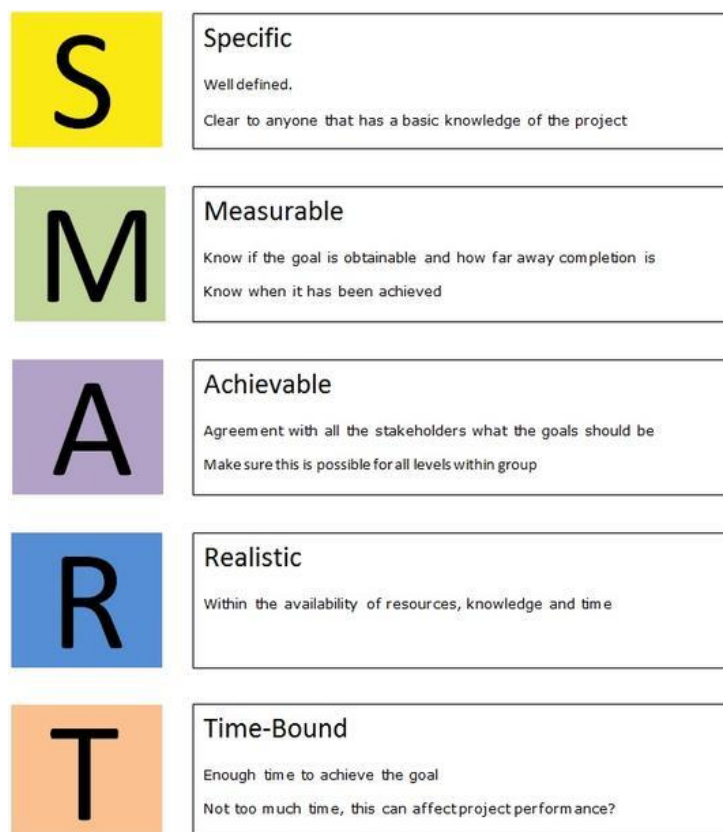 S
Specific
Well defined.
Clear to anyone that has a basic knowledge of the project
M
Measurable
Know if the goal is obtainable and how far away completion is
Know when it has been achieved
A
Achievable
Agreement with all the stakeholders what the goals should be
Make sure this is possible for all levels within group
R
Realistic
Within the availability of resources, knowledge and time
T
Time-Bound
Enough time to achieve the goal
Not too much time, this can affect project performance?